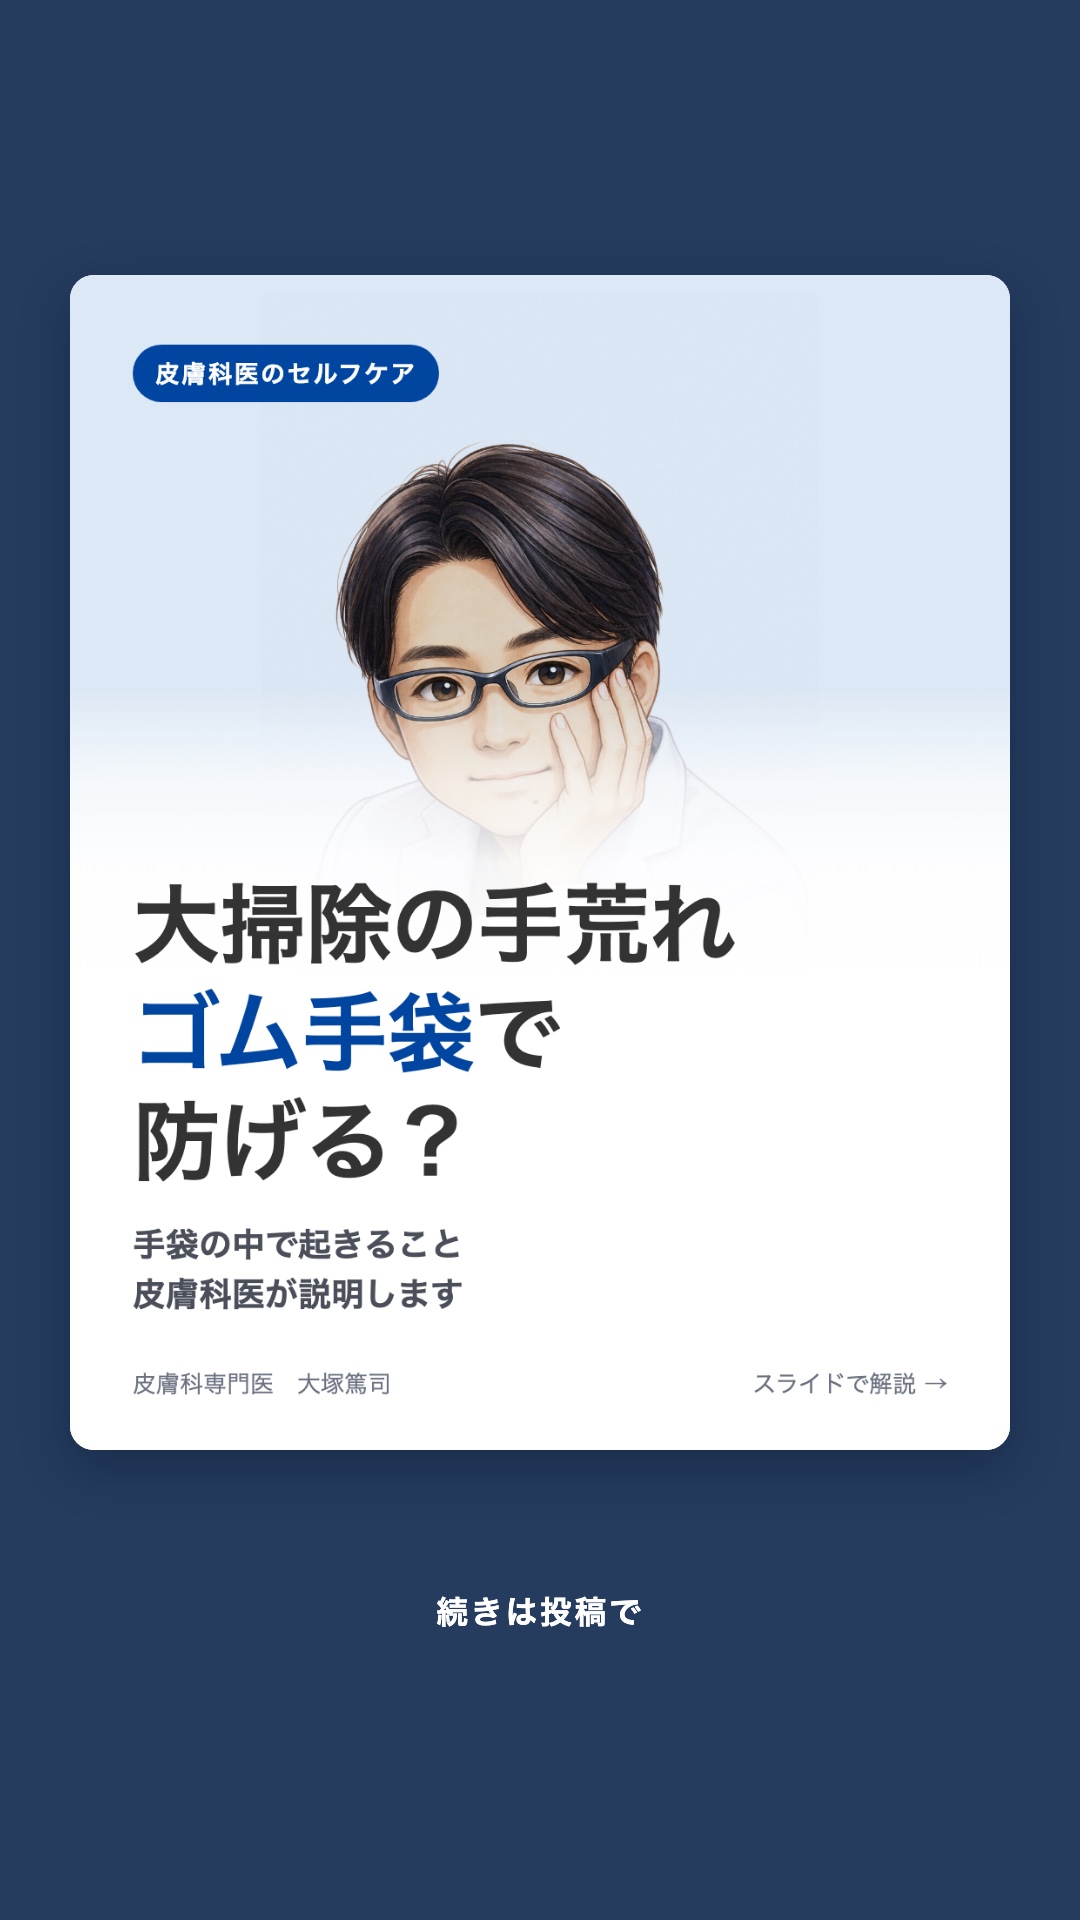 皮膚科医のセルフケア
大掃除の手荒れ
ゴム手袋で
防げる？
手袋の中で起きること
皮膚科医が説明します
皮膚科専門医　大塚篤司
スライドで解説 →
続きは投稿で